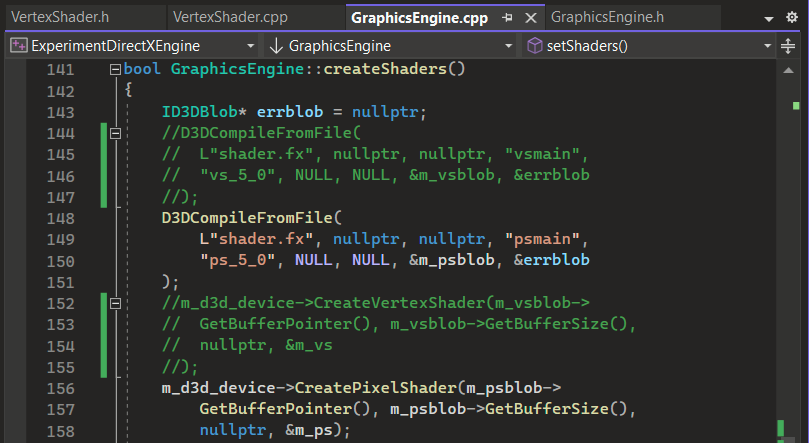 VertexShader.h VertexShader.cpp GraphicsEngine.cpp GraphicsEngine.h
ExperimentDirectXEngine GraphicsEngine setShaders()
141 bool GraphicsEngine::createShaders()
142 {
143 ID3DBlob* errblob = nullptr;
144 //D3DCompileFromFile(
145 // L"shader.fx", nullptr, nullptr, "vsmain",
146 // "vs_5_0", NULL, NULL, &m_vsblob, &errblob
147 //);
148 D3DCompileFromFile(
149 L"shader.fx", nullptr, nullptr, "psmain",
150 "ps_5_0", NULL, NULL, &m_psblob, &errblob
151 );
152 //m_d3d_device->CreateVertexShader(m_vsblob->
153 // GetBufferPointer(), m_vsblob->GetBufferSize(),
154 // nullptr, &m_vs
155 //);
156 m_d3d_device->CreatePixelShader(m_psblob->
157 GetBufferPointer(), m_psblob->GetBufferSize(),
158 nullptr, &m_ps);